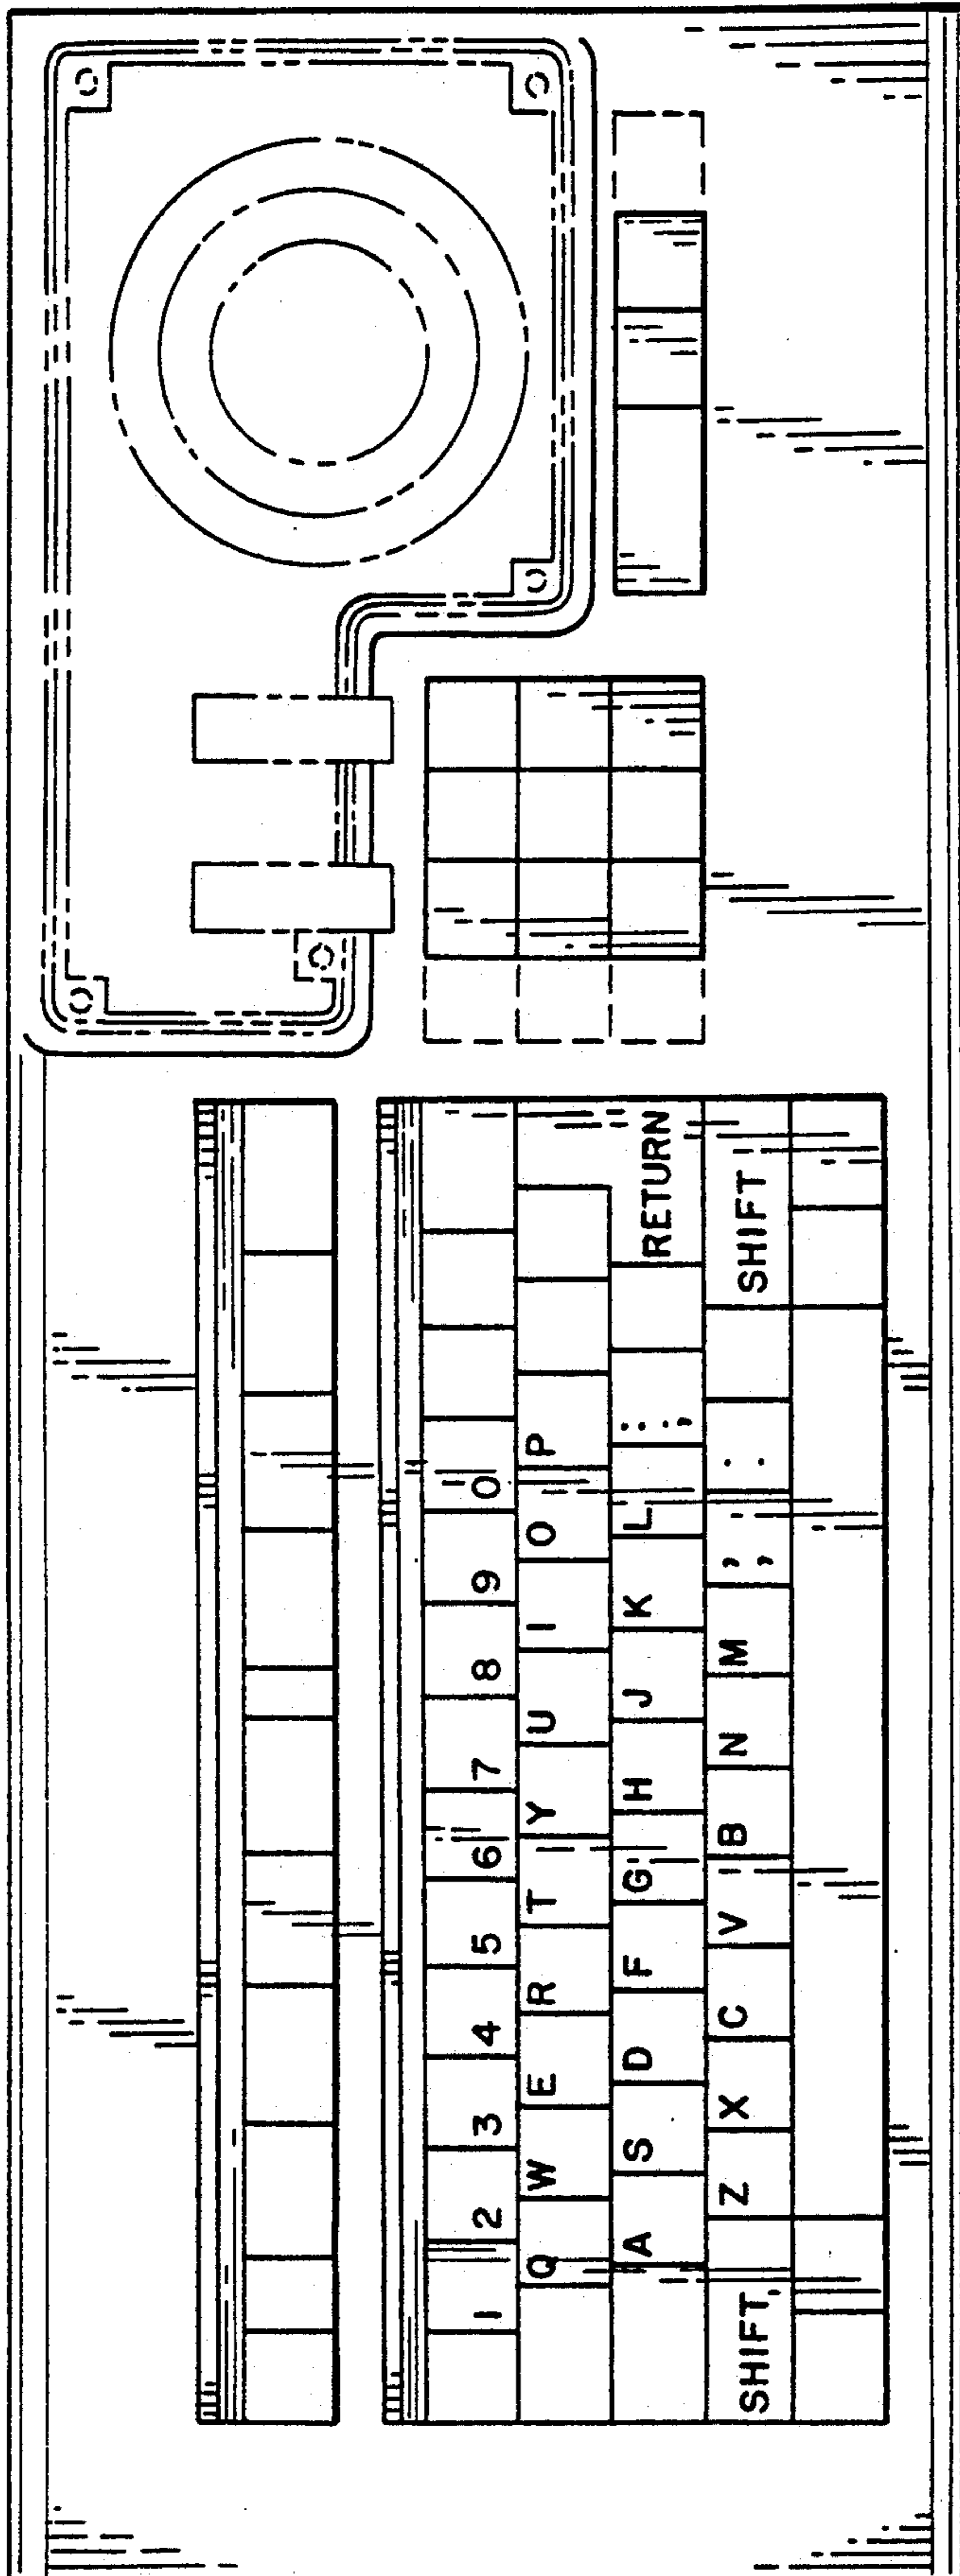 1 2 3 4 5 6 7 8 9 0
Q W E R T Y U I O P
A S D F G H J K L : ; RETURN
SHIFT Z X C V B N M , , . . SHIFT